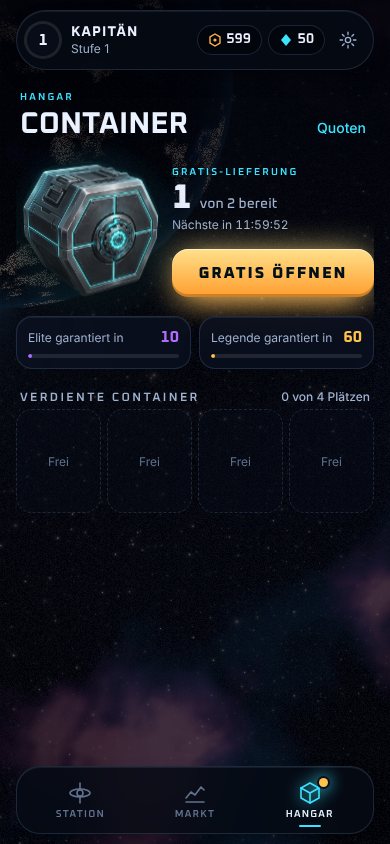 1
KAPITÄN
Stufe 1
599
50
HANGAR
CONTAINER
Quoten
GRATIS-LIEFERUNG
1 von 2 bereit
Nächste in 11:59:52
GRATIS ÖFFNEN
Elite garantiert in 10
Legende garantiert in 60
VERDIENTE CONTAINER
0 von 4 Plätzen
Frei
Frei
Frei
Frei
STATION
MARKT
HANGAR